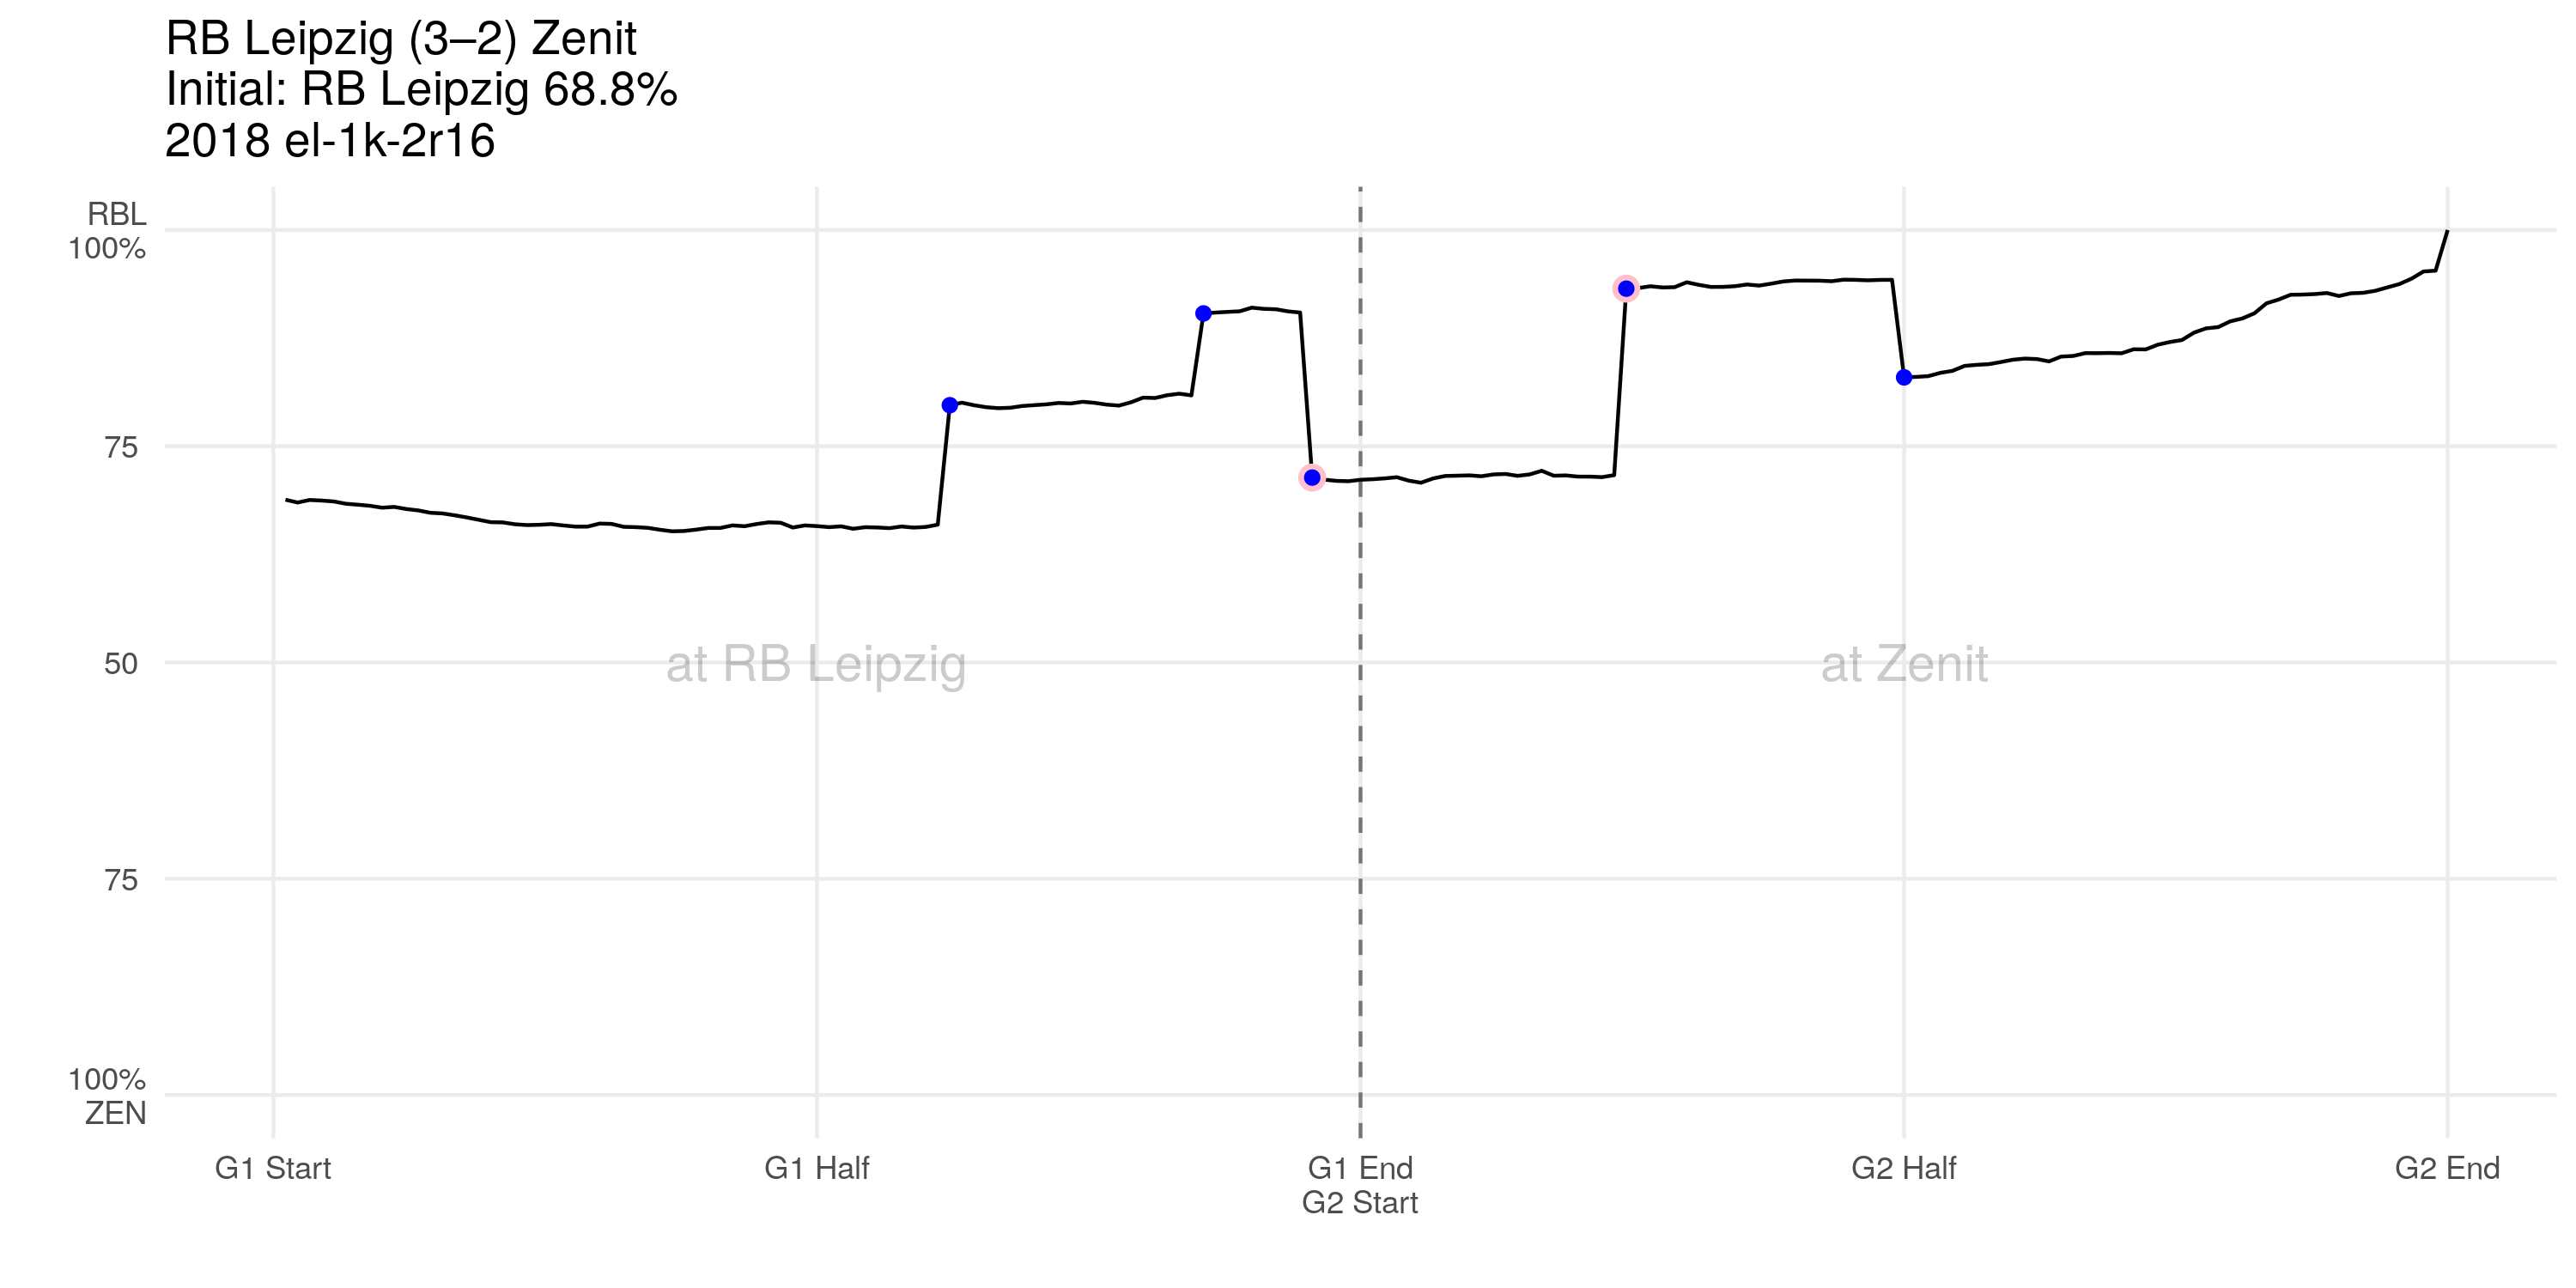 RB Leipzig (3–2) Zenit
Initial: RB Leipzig 68.8%
2018 el-1k-2r16
RBL
100%
75
50
75
100%
ZEN
at RB Leipzig
at Zenit
G1 Start
G1 Half
G1 End
G2 Start
G2 Half
G2 End